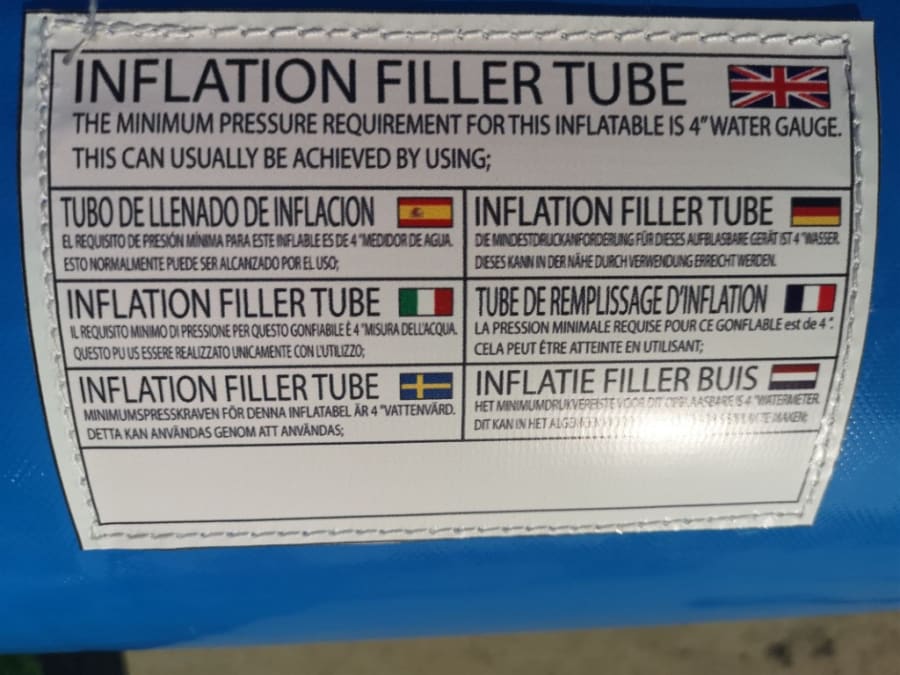 INFLATION FILLER TUBE
THE MINIMUM PRESSURE REQUIREMENT FOR THIS INFLATABLE IS 4" WATER GAUGE.
THIS CAN USUALLY BE ACHIEVED BY USING;
TUBO DE LLENADO DE INFLACION
EL REQUISITO DE PRESIÓN MÍNIMA PARA ESTE INFLABLE ES DE 4 "MEDIDOR DE AGUA.
ESTO NORMALMENTE PUEDE SER ALCANZADO POR EL USO;
INFLATION FILLER TUBE
DIE MINDESTDRUCKANFORDERUNG FÜR DIESES AUFBLASBARE GERÄT IST 4 "WASSER.
DIESES KANN IN DER NÄHE DURCH VERWENDUNG ERREICHT WERDEN.
INFLATION FILLER TUBE
IL REQUISITO MINIMO DI PRESSIONE PER QUESTO GONFIABILE È 4 "MISURA DELL'ACQUA.
QUESTO PU US ESSERE REALIZZATO UNICAMENTE CON L'UTILIZZO;
TUBE DE REMPLISSAGE D'INFLATION
LA PRESSION MINIMALE REQUISE POUR CE GONFLABLE est de 4 ".
CELA PEUT ÊTRE ATTEINTE EN UTILISANT;
INFLATION FILLER TUBE
MINIMUMSPRESSKRAVEN FÖR DENNA INFLATABEL ÄR 4 "VATTENVÄRD.
DETTA KAN ANVÄNDAS GENOM ATT ANVÄNDAS;
INFLATIE FILLER BUIS
HET MINIMUMDRUKVEREISTE VOOR DIT OPBLAASBARE IS 4 "WATERMETER.
DIT KAN IN HET MAKEN;